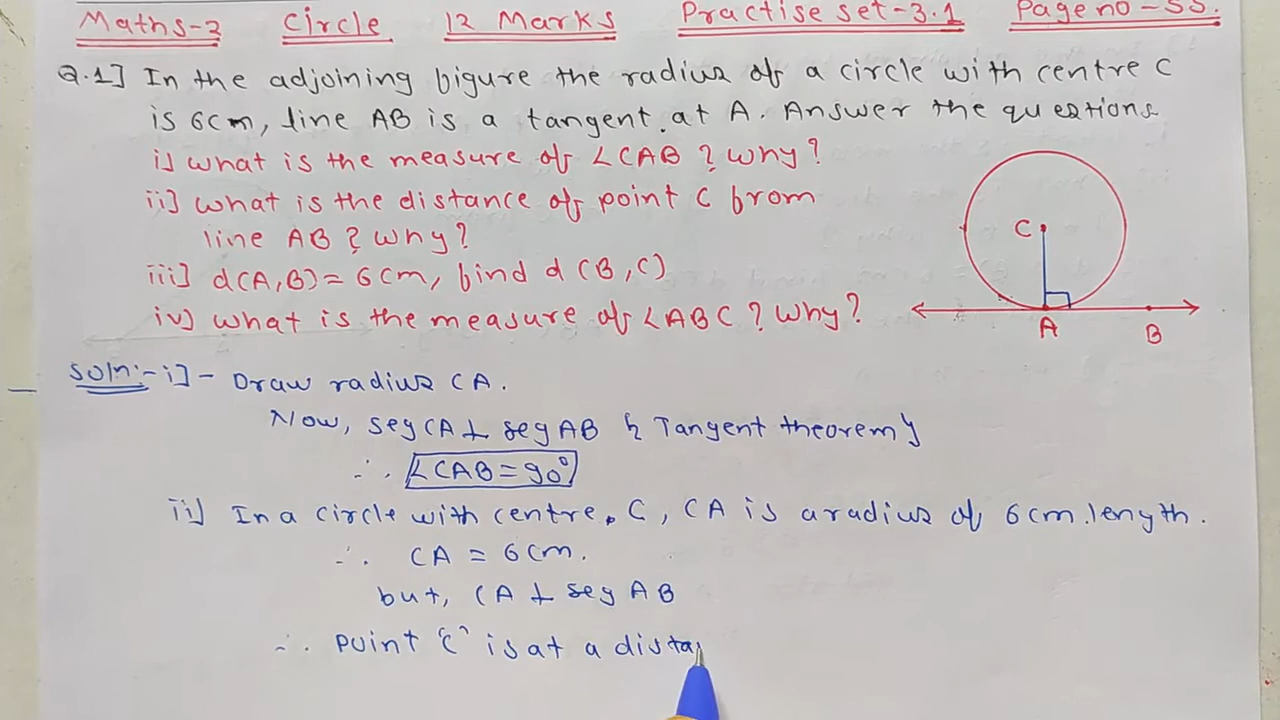 Maths-2 Circle 12 Marks Practise set-3.1 Page no-55.
Q.1] In the adjoining figure the radius of a circle with centre C
is 6cm, line AB is a tangent at A. Answer the questions
i) what is the measure of ∠CAB ? why?
ii] what is the distance of point C from
line AB ? why?
iii] d(A,B)= 6cm, find d (B,C)
iv) what is the measure of ∠ABC ? why?
C
A
B
Soln:- i] - Draw radius CA.
Now, seg CA ⊥ seg AB { Tangent theorem }
∴ ∠CAB = 90°
ii] In a circle with centre C, CA is a radius of 6cm length.
∴ CA = 6cm.
but, CA ⊥ seg AB
∴ point 'C' is at a dista